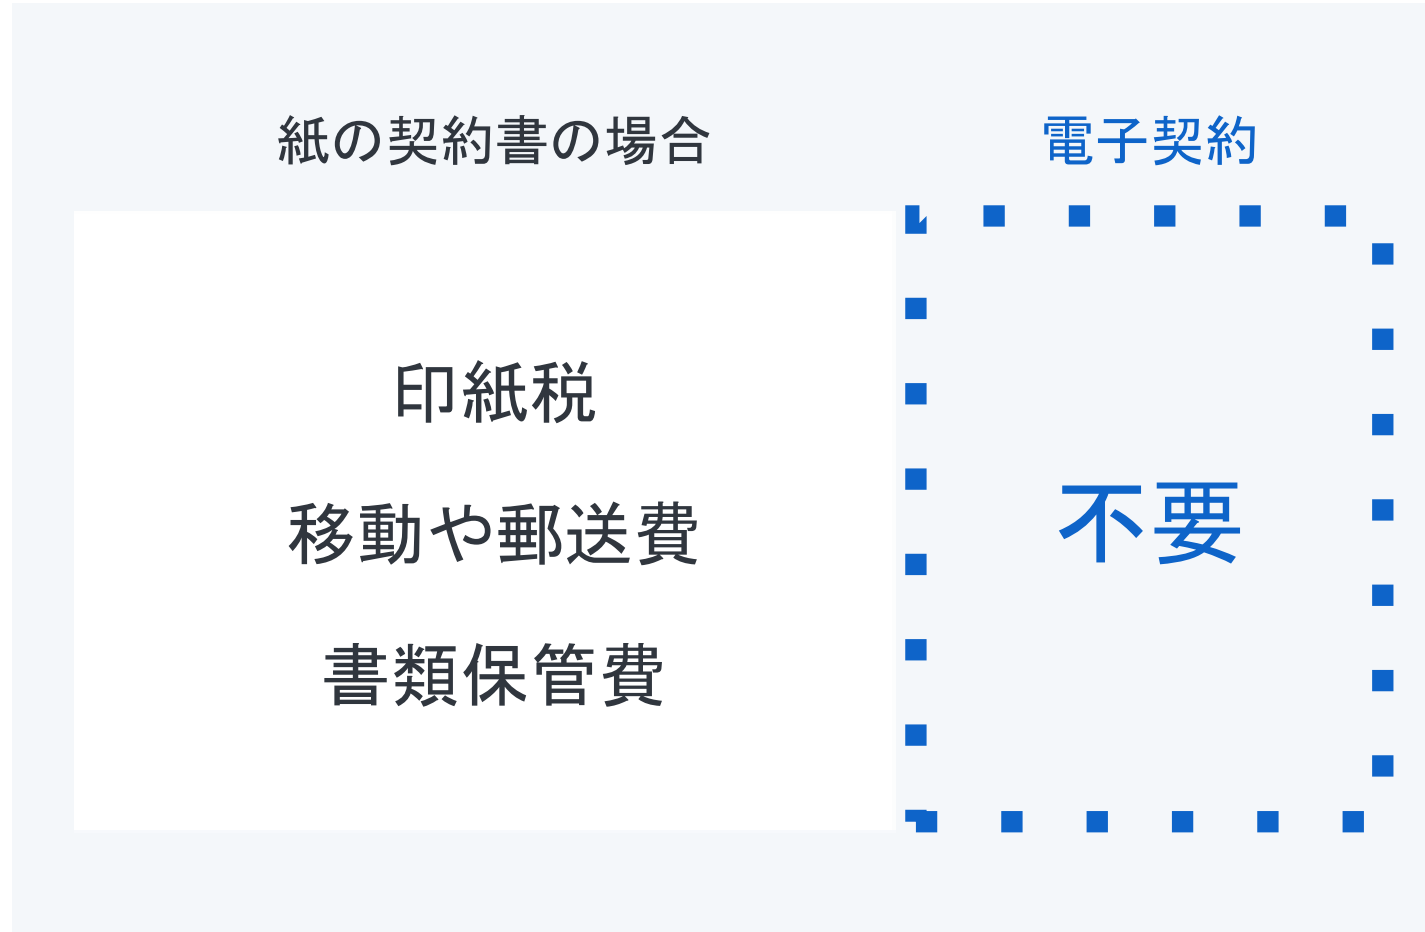 紙の契約書の場合
電子契約
印紙税
移動や郵送費
書類保管費
不要